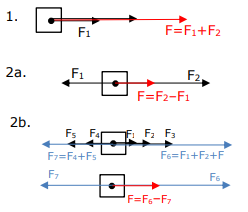 1.
F₁
F=F₁+F₂
2a.
F₁
F₂
F=F₂-F₁
2b.
F₅ F₄ F₁ F₂ F₃
F₇=F₄+F₅ F₆=F₁+F₂+F
F₇ F₆
F=F₆-F₇